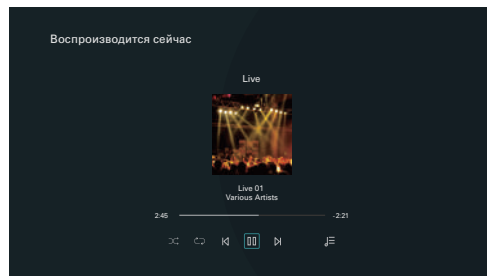 Воспроизводится сейчас
Live
Live 01
Various Artists
2:45
-2:21